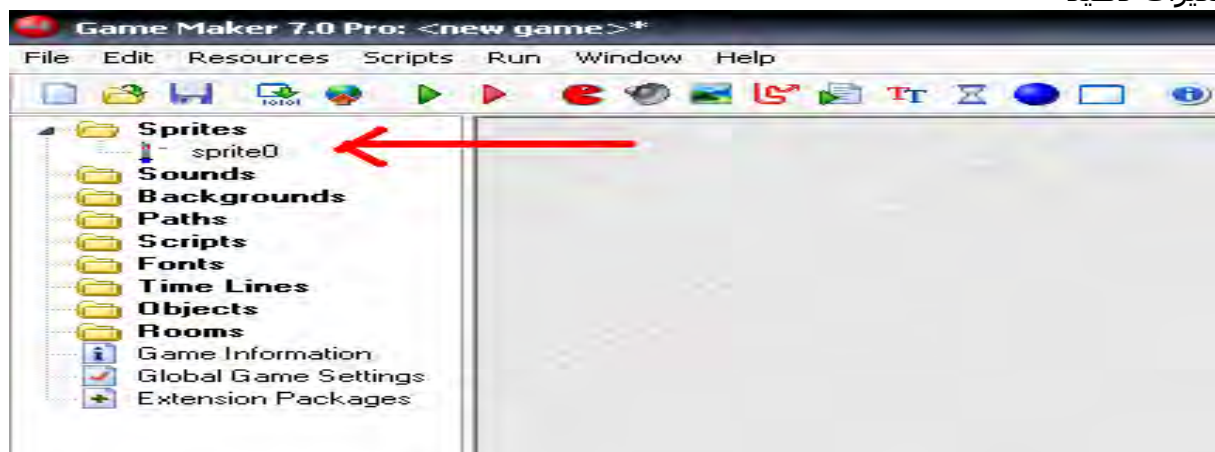 Game Maker 7.0 Pro: <new game>*
File Edit Resources Scripts Run Window Help
Sprites
sprite0
Sounds
Backgrounds
Paths
Scripts
Fonts
Time Lines
Objects
Rooms
Game Information
Global Game Settings
Extension Packages